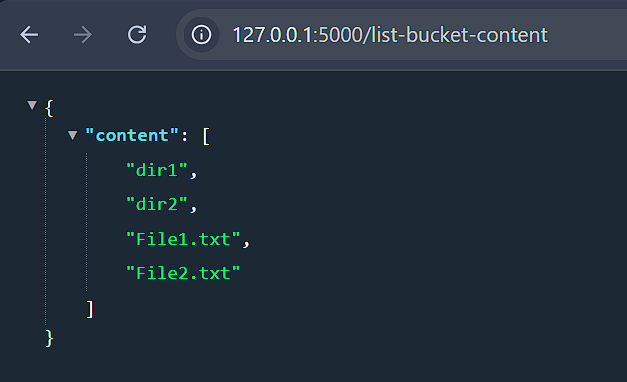 127.0.0.1:5000/list-bucket-content
{
"content": [
"dir1",
"dir2",
"File1.txt",
"File2.txt"
]
}